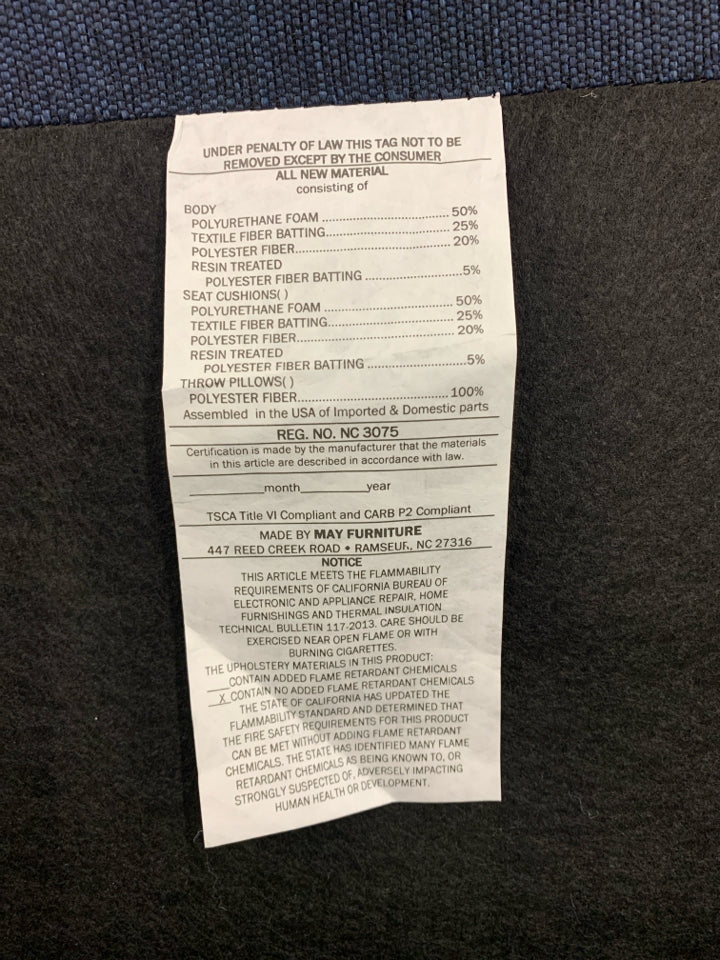 UNDER PENALTY OF LAW THIS TAG NOT TO BE
REMOVED EXCEPT BY THE CONSUMER
ALL NEW MATERIAL
consisting of
BODY
POLYURETHANE FOAM ................................ 50%
TEXTILE FIBER BATTING............................... 25%
POLYESTER FIBER....................................... 20%
RESIN TREATED
POLYESTER FIBER BATTING ........................5%
SEAT CUSHIONS( )
POLYURETHANE FOAM ................................ 50%
TEXTILE FIBER BATTING............................... 25%
POLYESTER FIBER....................................... 20%
RESIN TREATED
POLYESTER FIBER BATTING ........................5%
THROW PILLOWS( )
POLYESTER FIBER..................................... 100%
Assembled in the USA of Imported & Domestic parts
REG. NO. NC 3075
Certification is made by the manufacturer that the materials
in this article are described in accordance with law.
___________month__________year
TSCA Title VI Compliant and CARB P2 Compliant
MADE BY MAY FURNITURE
447 REED CREEK ROAD • RAMSEUR, NC 27316
NOTICE
THIS ARTICLE MEETS THE FLAMMABILITY
REQUIREMENTS OF CALIFORNIA BUREAU OF
ELECTRONIC AND APPLIANCE REPAIR, HOME
FURNISHINGS AND THERMAL INSULATION
TECHNICAL BULLETIN 117-2013. CARE SHOULD BE
EXERCISED NEAR OPEN FLAME OR WITH
BURNING CIGARETTES.
THE UPHOLSTERY MATERIALS IN THIS PRODUCT:
___CONTAIN ADDED FLAME RETARDANT CHEMICALS
_X_CONTAIN NO ADDED FLAME RETARDANT CHEMICALS
THE STATE OF CALIFORNIA HAS UPDATED THE
FLAMMABILITY STANDARD AND DETERMINED THAT
THE FIRE SAFETY REQUIREMENTS FOR THIS PRODUCT
CAN BE MET WITHOUT ADDING FLAME RETARDANT
CHEMICALS. THE STATE HAS IDENTIFIED MANY FLAME
RETARDANT CHEMICALS AS BEING KNOWN TO, OR
STRONGLY SUSPECTED OF, ADVERSELY IMPACTING
HUMAN HEALTH OR DEVELOPMENT.